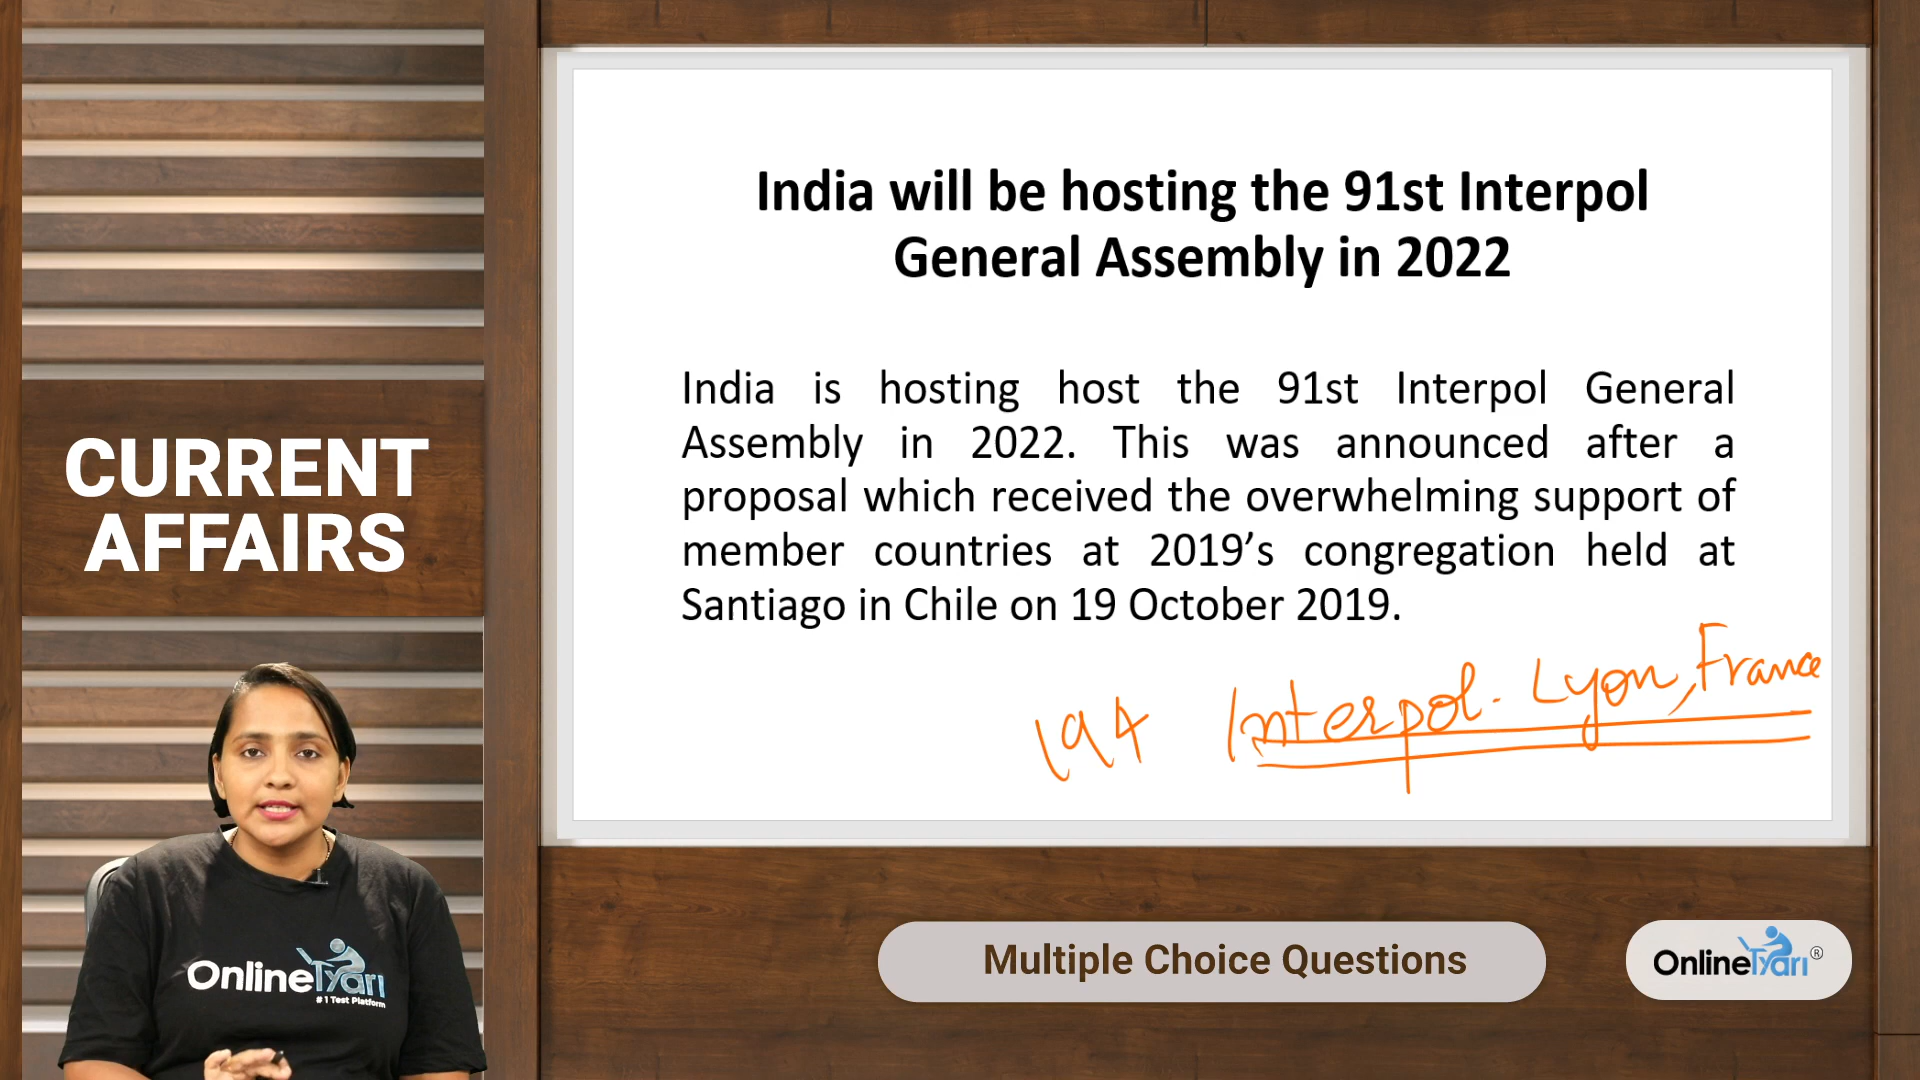 India will be hosting the 91st Interpol
General Assembly in 2022
India is hosting host the 91st Interpol General
Assembly in 2022. This was announced after a
proposal which received the overwhelming support of
member countries at 2019’s congregation held at
Santiago in Chile on 19 October 2019.
194 Interpol. Lyon, France
CURRENT
AFFAIRS
OnlineTyari
#1 Test Platform
Multiple Choice Questions
OnlineTyari®